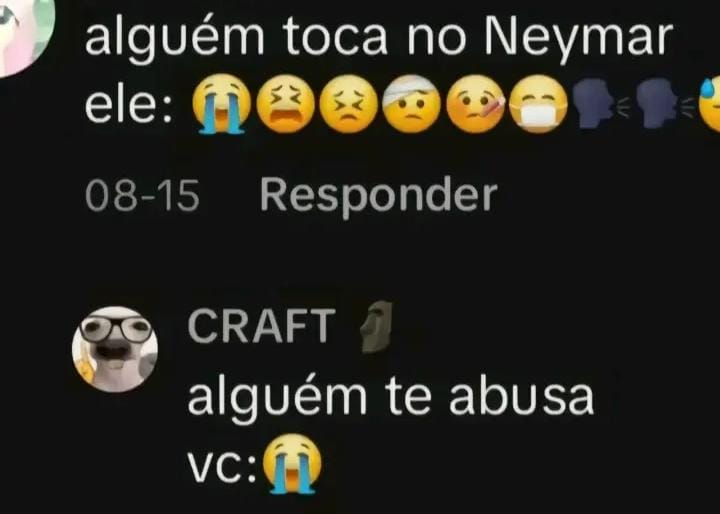 alguém toca no Neymar
ele: 😭😫😣🤕🤒😷🗣🗣😓
08-15 Responder
CRAFT 🗿
alguém te abusa
vc:😭